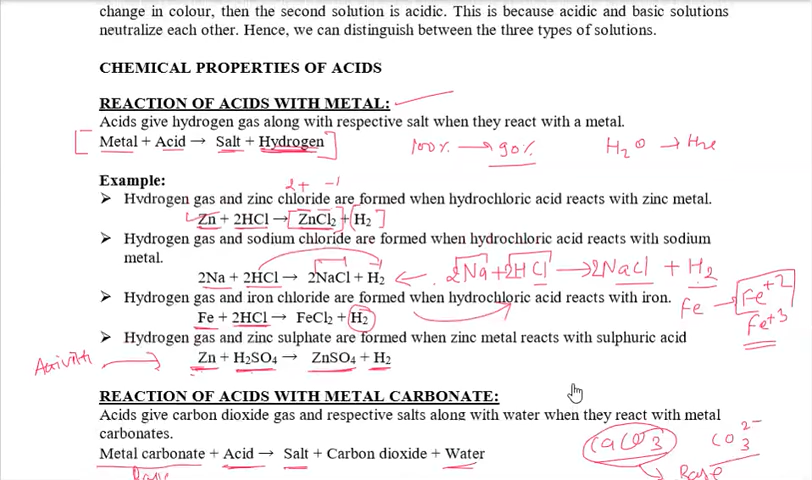 change in colour, then the second solution is acidic. This is because acidic and basic solutions
neutralize each other. Hence, we can distinguish between the three types of solutions.
CHEMICAL PROPERTIES OF ACIDS
REACTION OF ACIDS WITH METAL:
Acids give hydrogen gas along with respective salt when they react with a metal.
Metal + Acid → Salt + Hydrogen
100% → 90%
H₂O →
Example:
2+ -1
➤ Hydrogen gas and zinc chloride are formed when hydrochloric acid reacts with zinc metal.
Zn + 2HCl → ZnCl₂ + H₂
➤ Hydrogen gas and sodium chloride are formed when hydrochloric acid reacts with sodium
metal.
2Na + 2HCl → 2NaCl + H₂
2Na + 2HCl → 2NaCl + H₂
➤ Hydrogen gas and iron chloride are formed when hydrochloric acid reacts with iron.
Fe → Fe+2
Fe+3
Fe + 2HCl → FeCl₂ + H₂
➤ Hydrogen gas and zinc sulphate are formed when zinc metal reacts with sulphuric acid
Zn + H₂SO₄ → ZnSO₄ + H₂
REACTION OF ACIDS WITH METAL CARBONATE:
Acids give carbon dioxide gas and respective salts along with water when they react with metal
carbonates.
CaCO₃
CO₃²⁻
Metal carbonate + Acid → Salt + Carbon dioxide + Water
Base